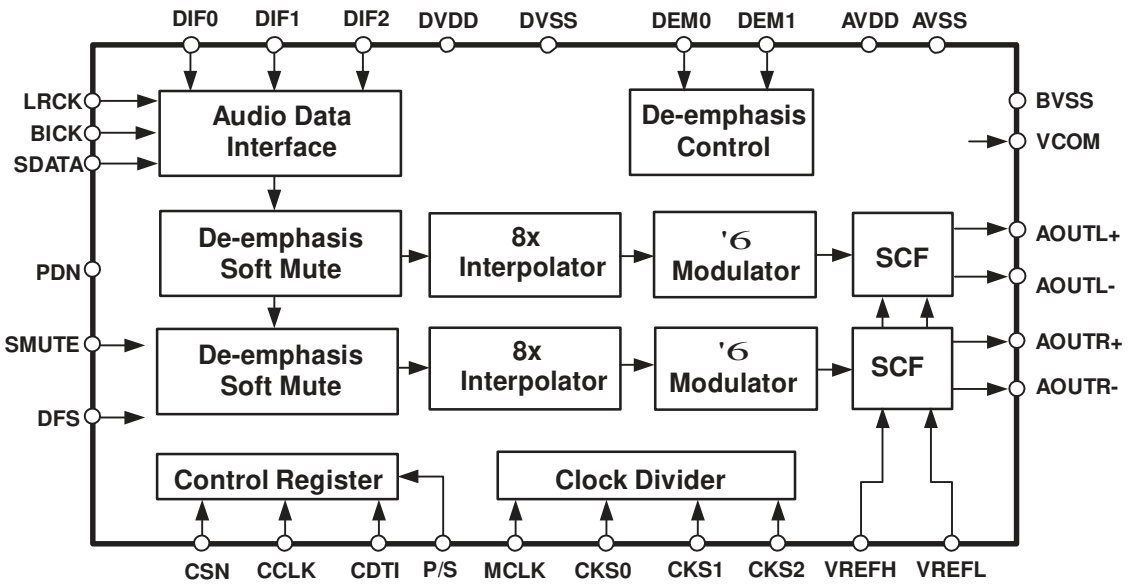 DIF0 DIF1 DIF2 DVDD DVSS DEM0 DEM1 AVDD AVSS
LRCK
BICK
SDATA
Audio Data
Interface
De-emphasis
Control
BVSS
VCOM
PDN
De-emphasis
Soft Mute
8x
Interpolator
'6
Modulator
SCF
AOUTL+
AOUTL-
SMUTE
DFS
De-emphasis
Soft Mute
8x
Interpolator
'6
Modulator
SCF
AOUTR+
AOUTR-
Control Register
Clock Divider
CSN CCLK CDTI P/S MCLK CKS0 CKS1 CKS2 VREFH VREFL